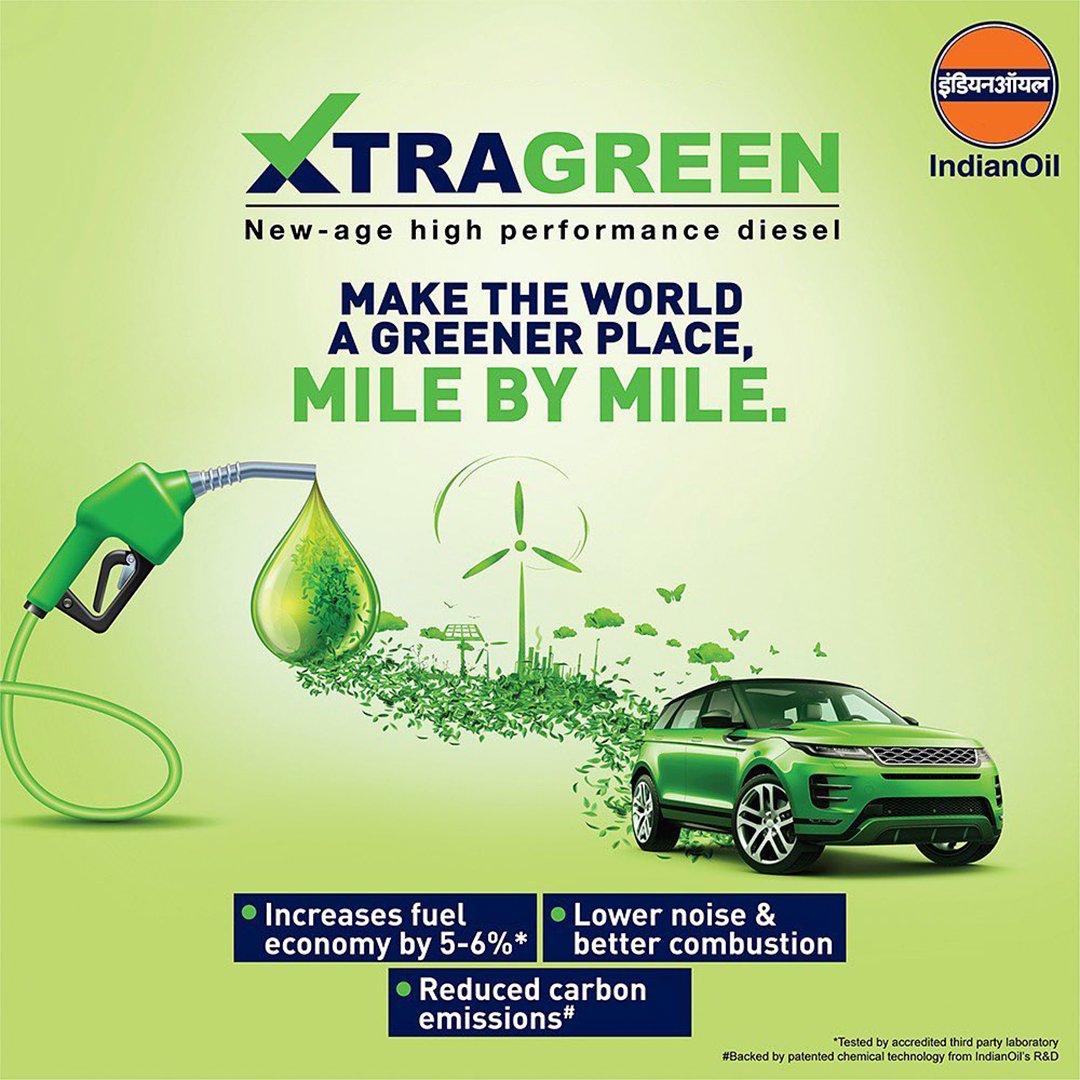 इंडियनऑयल
IndianOil
XTRAGREEN
New-age high performance diesel
MAKE THE WORLD
A GREENER PLACE,
MILE BY MILE.
• Increases fuel
economy by 5-6%*
• Lower noise &
better combustion
• Reduced carbon
emissions#
*Tested by accredited third party laboratory
#Backed by patented chemical technology from IndianOil's R&D